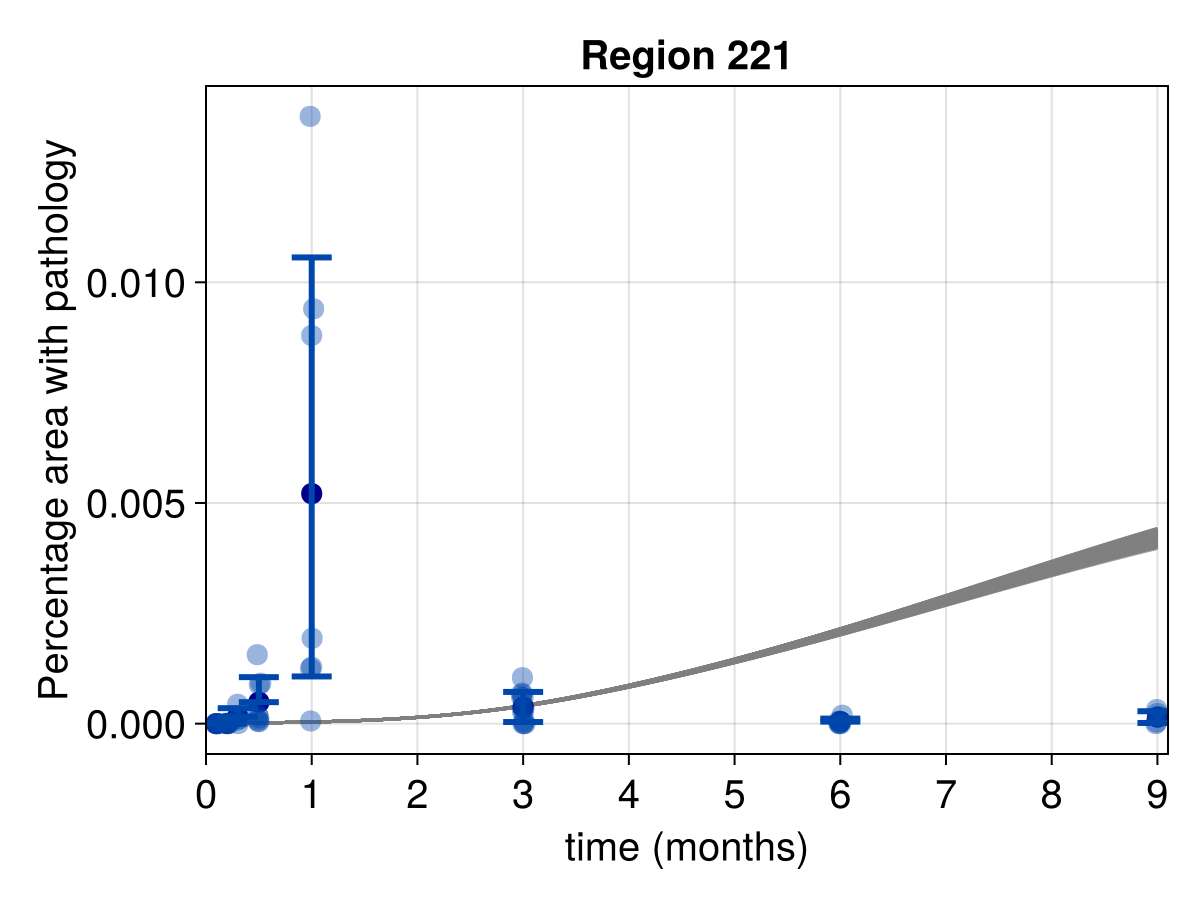 Region 221
Percentage area with pathology
0.010
0.005
0.000
0 1 2 3 4 5 6 7 8 9
time (months)